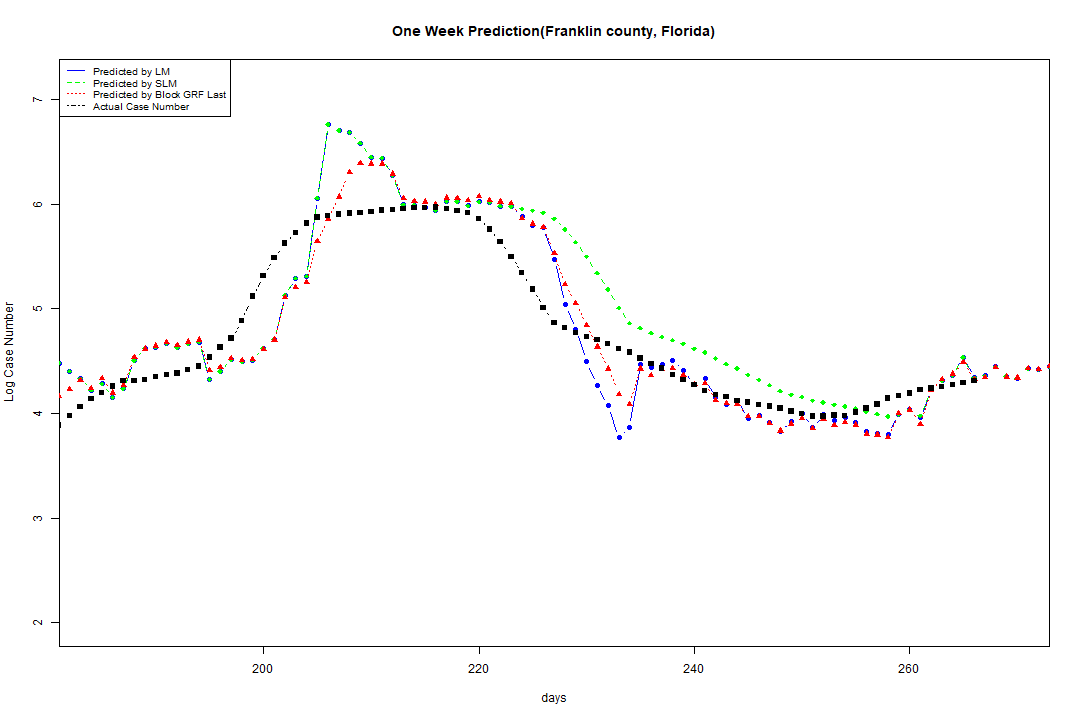 One Week Prediction(Franklin county, Florida)
Predicted by LM
Predicted by SLM
Predicted by Block GRF Last
Actual Case Number
7
6
5
4
3
2
Log Case Number
200 220 240 260
days